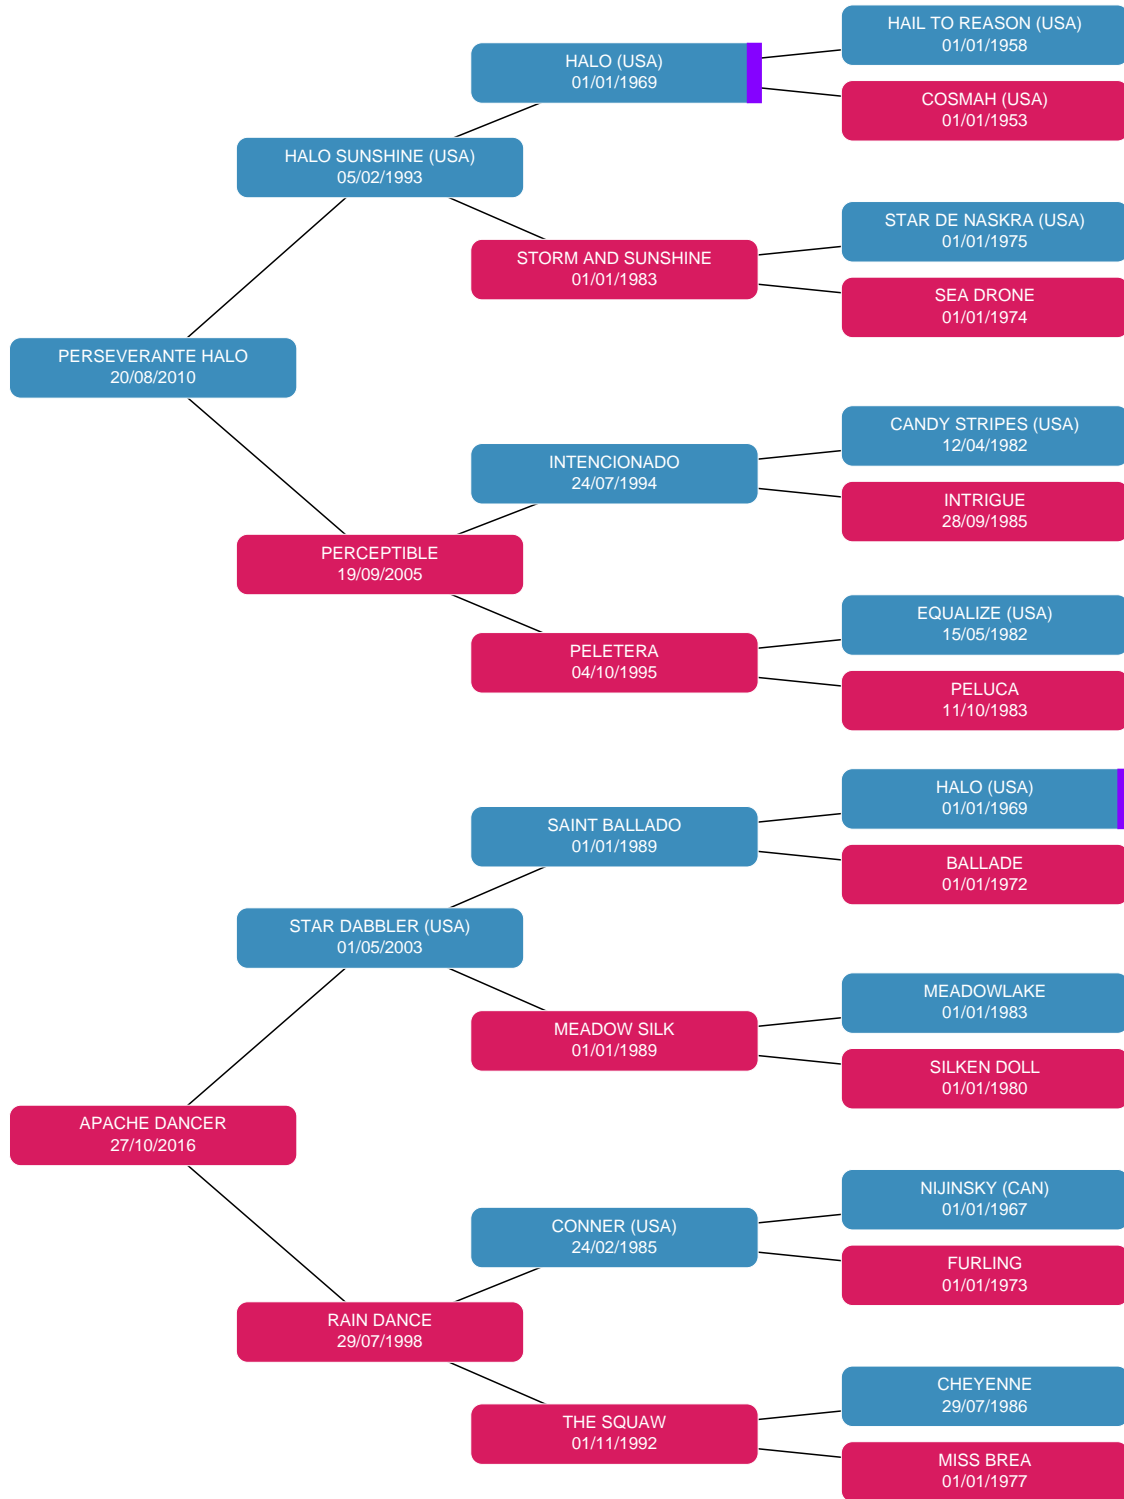 HAIL TO REASON (USA)
01/01/1958
HALO (USA)
01/01/1969
COSMAH (USA)
01/01/1953
HALO SUNSHINE (USA)
05/02/1993
STAR DE NASKRA (USA)
01/01/1975
STORM AND SUNSHINE
01/01/1983
SEA DRONE
01/01/1974
PERSEVERANTE HALO
20/08/2010
CANDY STRIPES (USA)
12/04/1982
INTENCIONADO
24/07/1994
INTRIGUE
28/09/1985
PERCEPTIBLE
19/09/2005
EQUALIZE (USA)
15/05/1982
PELETERA
04/10/1995
PELUCA
11/10/1983
HALO (USA)
01/01/1969
SAINT BALLADO
01/01/1989
BALLADE
01/01/1972
STAR DABBLER (USA)
01/05/2003
MEADOWLAKE
01/01/1983
MEADOW SILK
01/01/1989
SILKEN DOLL
01/01/1980
APACHE DANCER
27/10/2016
NIJINSKY (CAN)
01/01/1967
CONNER (USA)
24/02/1985
FURLING
01/01/1973
RAIN DANCE
29/07/1998
CHEYENNE
29/07/1986
THE SQUAW
01/11/1992
MISS BREA
01/01/1977